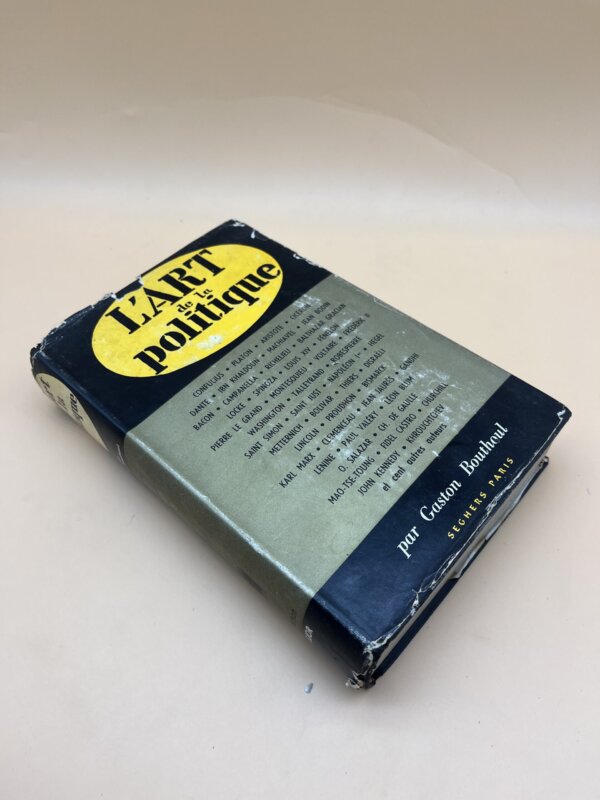 L'ART
de la
politique
CONFUCIUS • PLATON • ARISTOTE • CICERON
DANTE • IBN KHALDOUN • MACHIAVEL • JEAN BODIN
BACON • CAMPANELLA • RICHELIEU • BALTHAZAR GRACIAN
LOCKE • SPINOZA • LOUIS XIV • FÉNELON
PIERRE LE GRAND • MONTESQUIEU • VOLTAIRE • FREDERIC II
WASHINGTON • TALLEYRAND • ROBESPIERRE
SAINT SIMON • SAINT JUST • NAPOLÉON Ier • HEGEL
METTERNICH • BOLIVAR • THIERS • DISRAËLI
LINCOLN • PROUDHON • BISMARCK
KARL MARX • CLEMENCEAU • JEAN JAURÈS • GANDHI
LÉNINE • PAUL VALÉRY • LÉON BLUM
O. SALAZAR • CH. DE GAULLE
MAO-TSE-TOUNG • FIDEL CASTRO • CHURCHILL
JOHN KENNEDY • KHROUCHTCHEV
et cent autres auteurs
par Gaston Bouthoul
SEGHERS PARIS